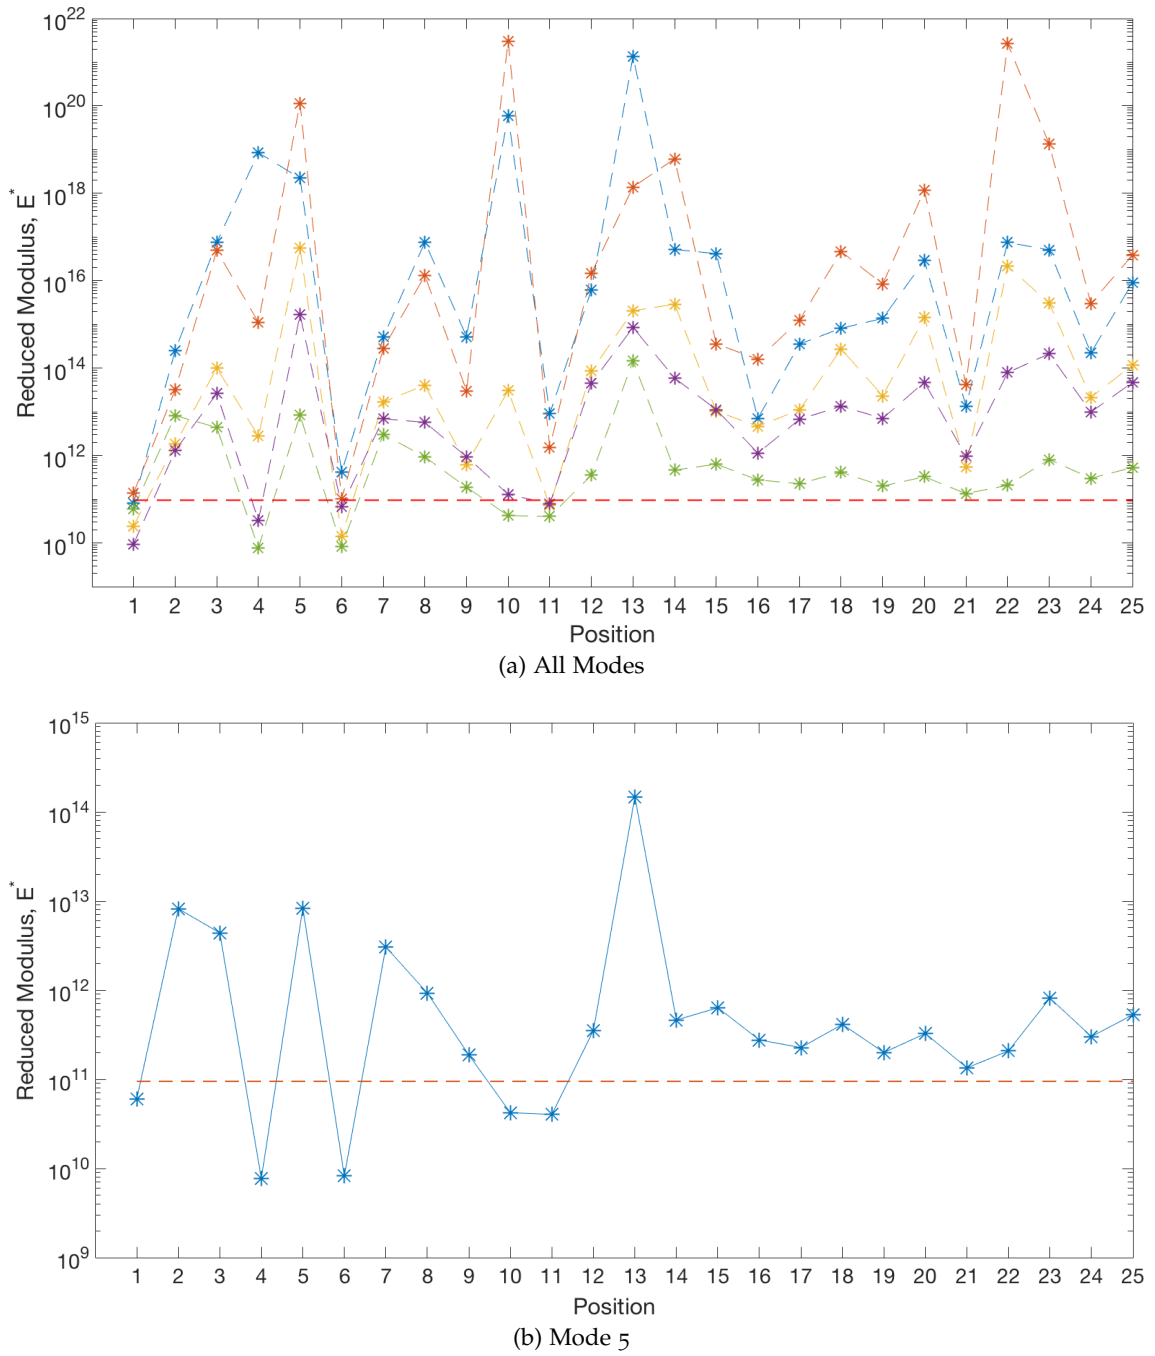 10^22
10^20
10^18
10^16
10^14
10^12
10^10
Reduced Modulus, E*
1 2 3 4 5 6 7 8 9 10 11 12 13 14 15 16 17 18 19 20 21 22 23 24 25
Position
(a) All Modes
10^15
10^14
10^13
10^12
10^11
10^10
10^9
Reduced Modulus, E*
1 2 3 4 5 6 7 8 9 10 11 12 13 14 15 16 17 18 19 20 21 22 23 24 25
Position
(b) Mode 5